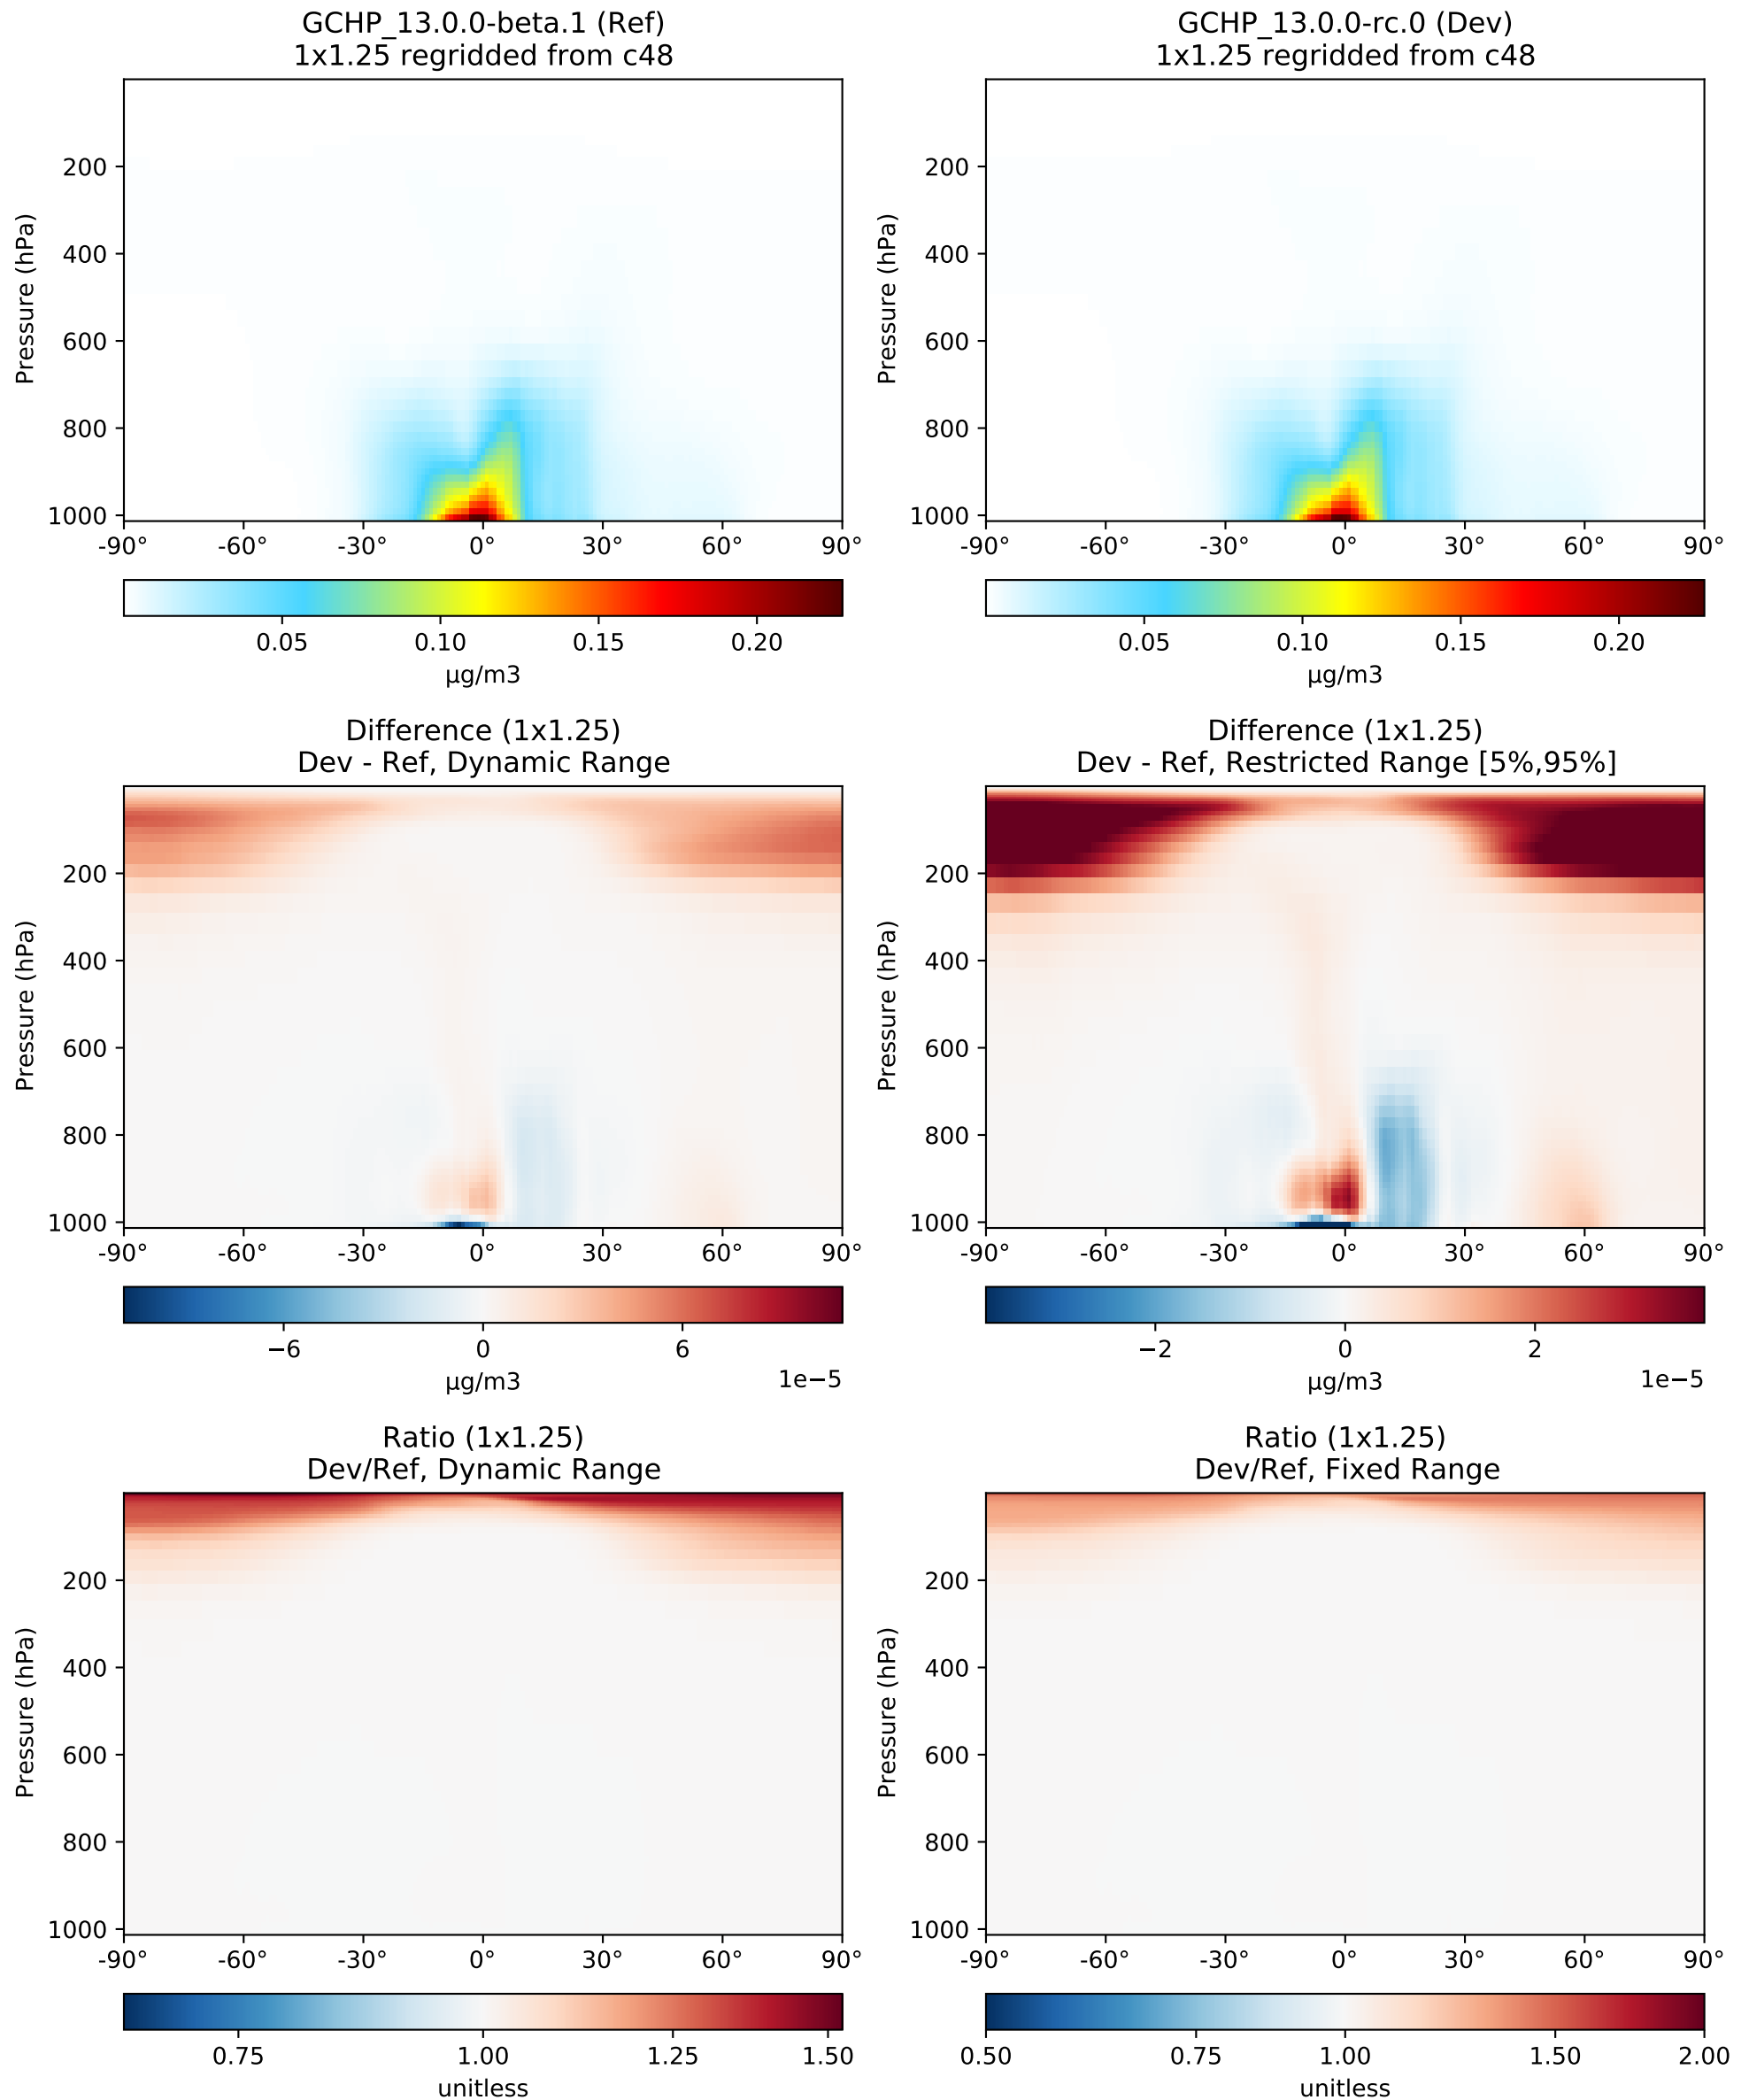 GCHP_13.0.0-beta.1 (Ref)
1x1.25 regridded from c48
Pressure (hPa)
200
400
600
800
1000
-90° -60° -30° 0° 30° 60° 90°
0.05 0.10 0.15 0.20
μg/m3
GCHP_13.0.0-rc.0 (Dev)
1x1.25 regridded from c48
Pressure (hPa)
200
400
600
800
1000
-90° -60° -30° 0° 30° 60° 90°
0.05 0.10 0.15 0.20
μg/m3
Difference (1x1.25)
Dev - Ref, Dynamic Range
Pressure (hPa)
200
400
600
800
1000
-90° -60° -30° 0° 30° 60° 90°
−6 0 6
μg/m3
1e−5
Difference (1x1.25)
Dev - Ref, Restricted Range [5%,95%]
Pressure (hPa)
200
400
600
800
1000
-90° -60° -30° 0° 30° 60° 90°
−2 0 2
μg/m3
1e−5
Ratio (1x1.25)
Dev/Ref, Dynamic Range
Pressure (hPa)
200
400
600
800
1000
-90° -60° -30° 0° 30° 60° 90°
0.75 1.00 1.25 1.50
unitless
Ratio (1x1.25)
Dev/Ref, Fixed Range
Pressure (hPa)
200
400
600
800
1000
-90° -60° -30° 0° 30° 60° 90°
0.50 0.75 1.00 1.50 2.00
unitless